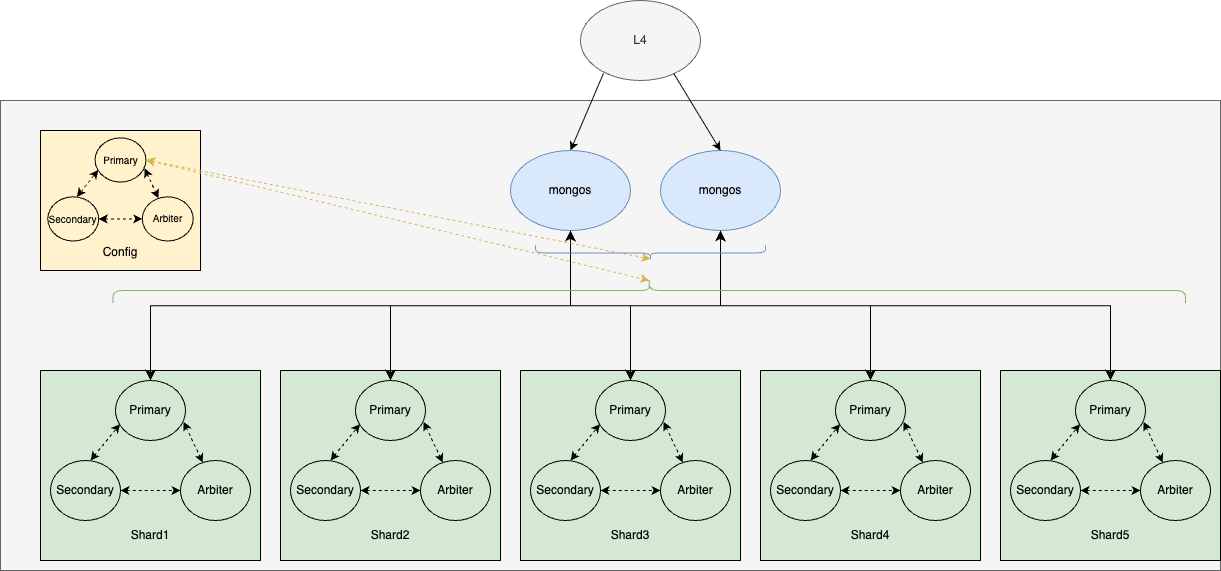 L4
mongos
mongos
Primary
Secondary
Arbiter
Config
Primary
Secondary
Arbiter
Shard1
Primary
Secondary
Arbiter
Shard2
Primary
Secondary
Arbiter
Shard3
Primary
Secondary
Arbiter
Shard4
Primary
Secondary
Arbiter
Shard5